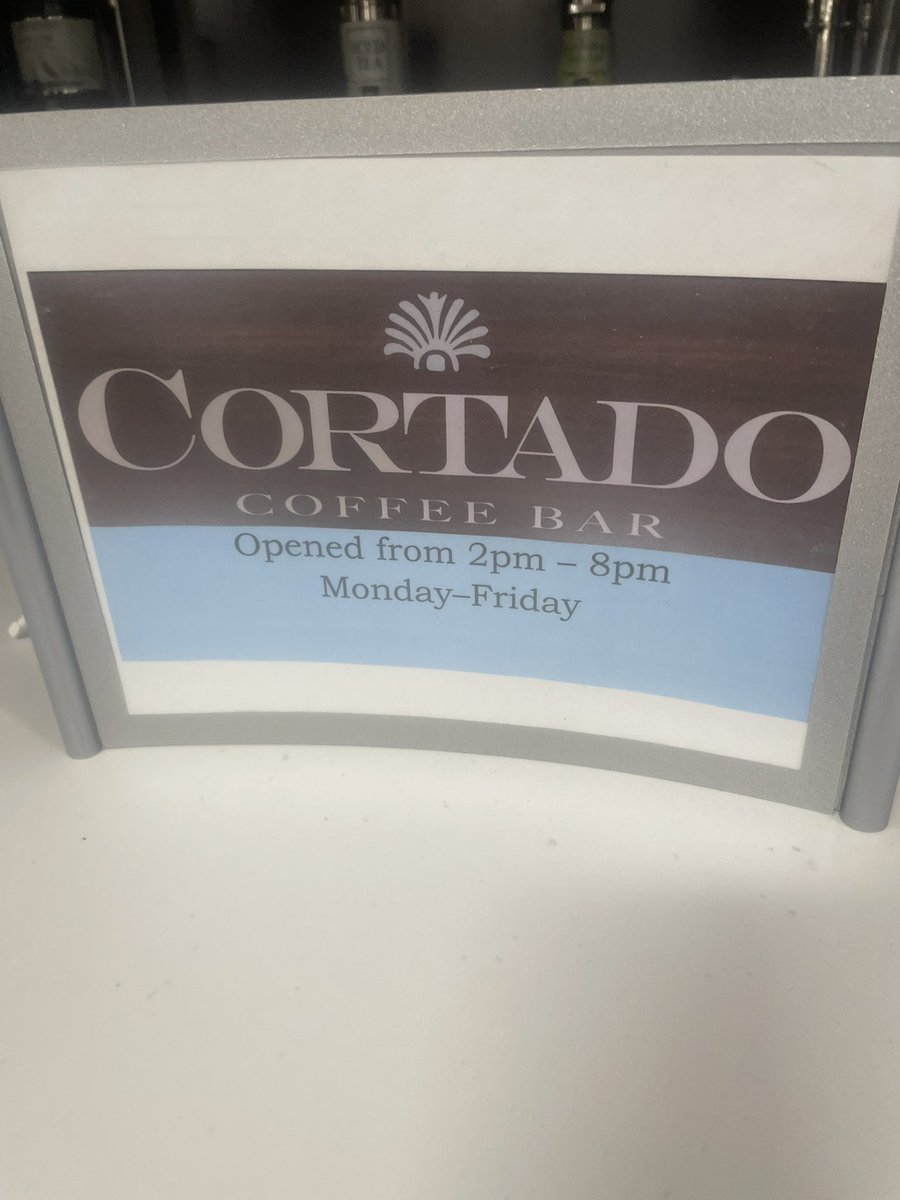 CORTADO
COFFEE BAR
Opened from 2pm – 8pm
Monday–Friday